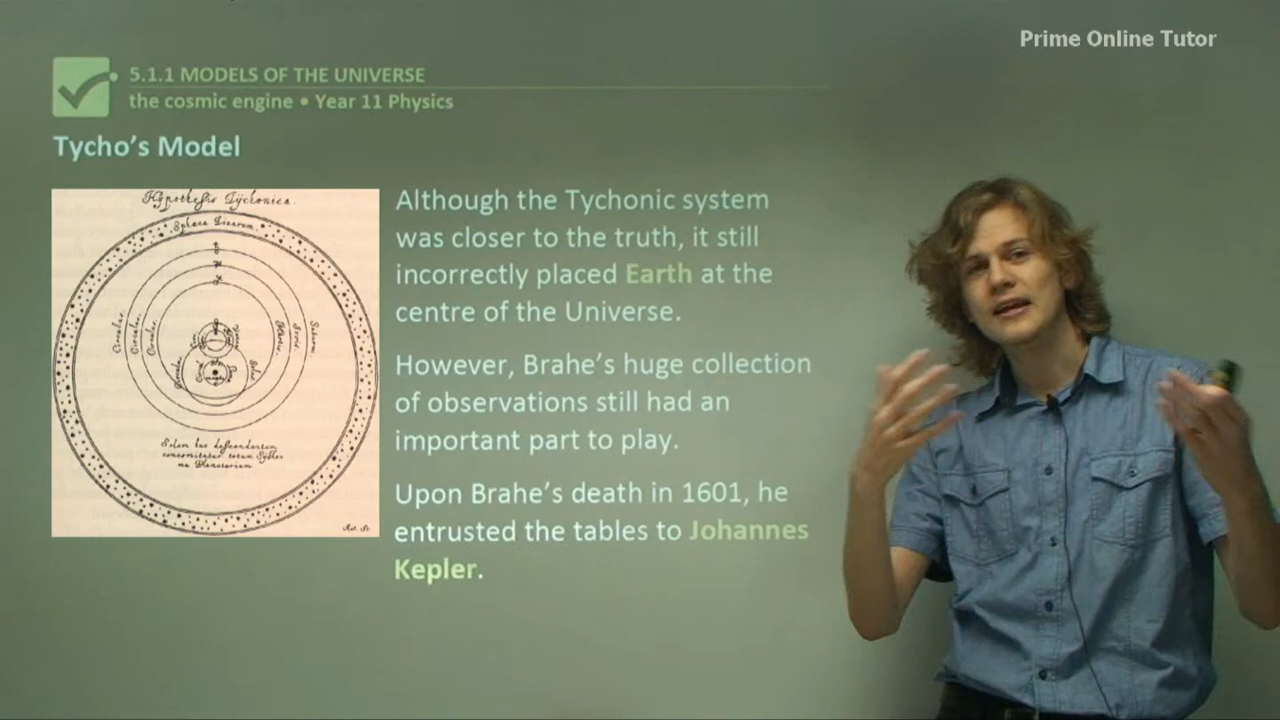 Prime Online Tutor
5.1.1 MODELS OF THE UNIVERSE
the cosmic engine • Year 11 Physics
Tycho's Model
Hypothesis Tychonica.
Although the Tychonic system
was closer to the truth, it still
incorrectly placed Earth at the
centre of the Universe.
However, Brahe's huge collection
of observations still had an
important part to play.
Upon Brahe's death in 1601, he
entrusted the tables to Johannes
Kepler.